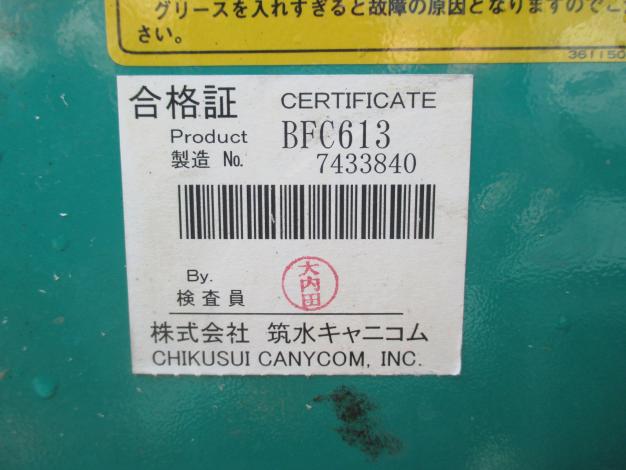 グリースを入れすぎると故障の原因となりますのでご
さい。
361150
合格証 CERTIFICATE
Product BFC613
製造 No. 7433840
By.
検査員
大内田
株式会社 筑水キャニコム
CHIKUSUI CANYCOM, INC.